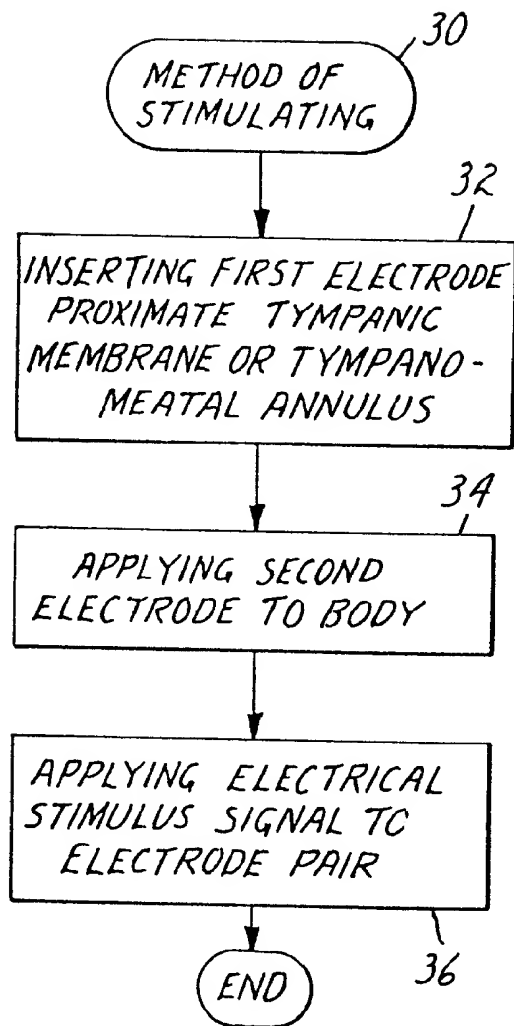 30
METHOD OF
STIMULATING
32
INSERTING FIRST ELECTRODE
PROXIMATE TYMPANIC
MEMBRANE OR TYMPANO-
MEATAL ANNULUS
34
APPLYING SECOND
ELECTRODE TO BODY
APPLYING ELECTRICAL
STIMULUS SIGNAL TO
ELECTRODE PAIR
36
END